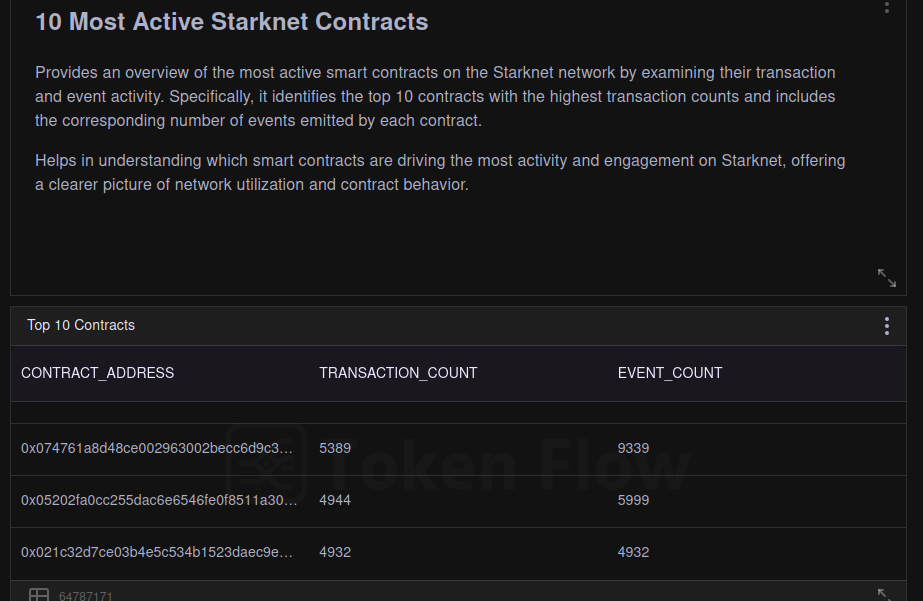 10 Most Active Starknet Contracts
Provides an overview of the most active smart contracts on the Starknet network by examining their transaction
and event activity. Specifically, it identifies the top 10 contracts with the highest transaction counts and includes
the corresponding number of events emitted by each contract.
Helps in understanding which smart contracts are driving the most activity and engagement on Starknet, offering
a clearer picture of network utilization and contract behavior.
Top 10 Contracts
CONTRACT_ADDRESS TRANSACTION_COUNT EVENT_COUNT
0x074761a8d48ce002963002becc6d9c3... 5389 9339
Token Flow
0x05202fa0cc255dac6e6546fe0f8511a30... 4944 5999
0x021c32d7ce03b4e5c534b1523daec9e... 4932 4932
64787171